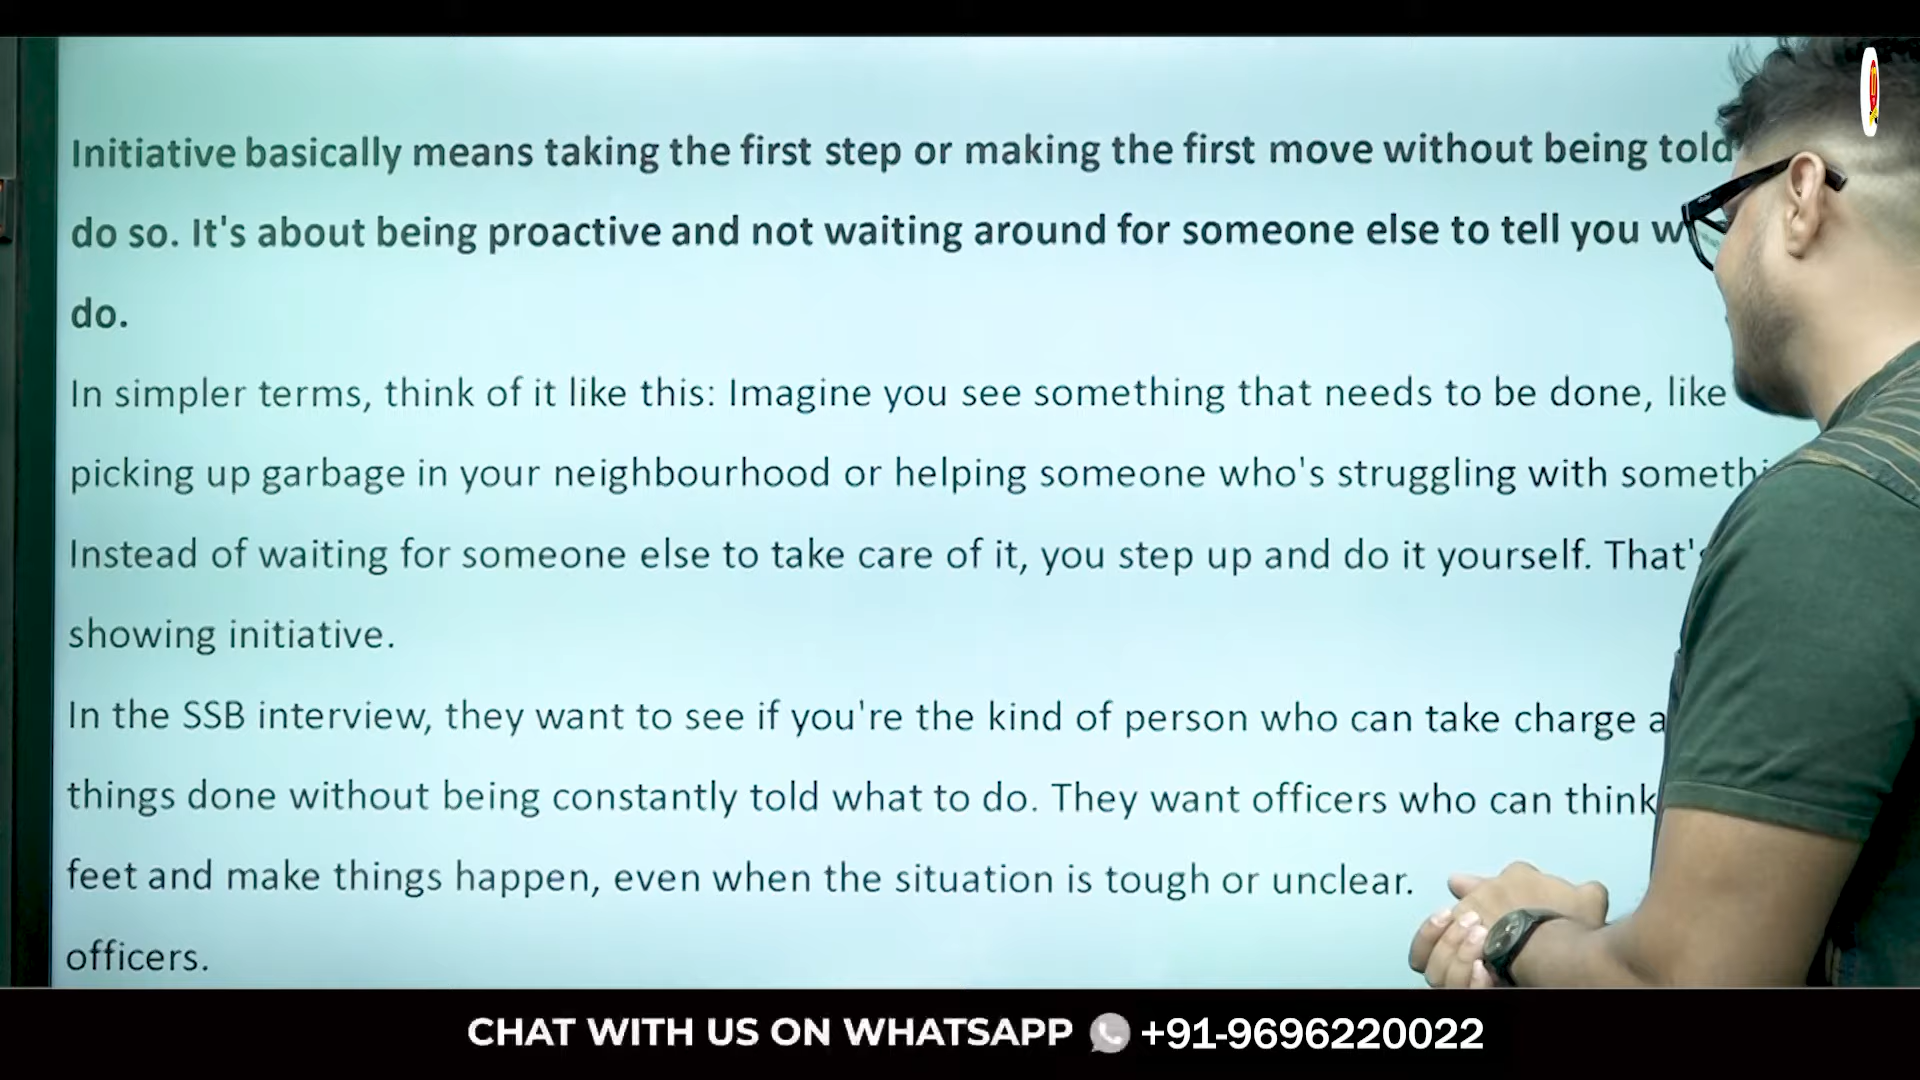 Initiative basically means taking the first step or making the first move without being told
do so. It's about being proactive and not waiting around for someone else to tell you
do.
In simpler terms, think of it like this: Imagine you see something that needs to be done, like
picking up garbage in your neighbourhood or helping someone who's struggling with
Instead of waiting for someone else to take care of it, you step up and do it yourself. That's
showing initiative.
In the SSB interview, they want to see if you're the kind of person who can take charge
things done without being constantly told what to do. They want officers who can think
feet and make things happen, even when the situation is tough or unclear.
officers.
CHAT WITH US ON WHATSAPP +91-9696220022